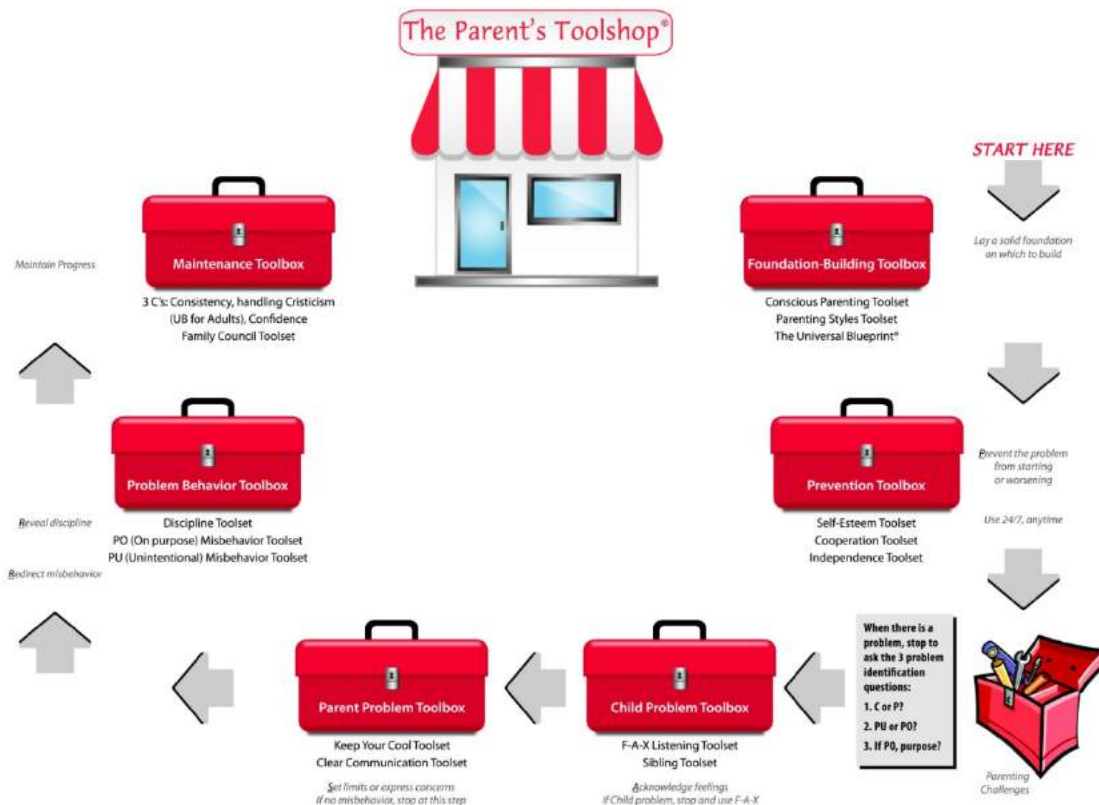 The Parent's Toolshop®
START HERE
Lay a solid foundation
on which to build
Foundation-Building Toolbox
Conscious Parenting Toolset
Parenting Styles Toolset
The Universal Blueprint®
Prevention Toolbox
Self-Esteem Toolset
Cooperation Toolset
Independence Toolset
Prevent the problem
from starting
or worsening
Use 24/7, anytime
Parenting
Challenges
When there is a
problem, stop to
ask the 3 problem
identification
questions:
1. C or P?
2. PU or PO?
3. If PO, purpose?
Child Problem Toolbox
F-A-X Listening Toolset
Sibling Toolset
Acknowledge feelings
if Child problem, stop and use F-A-X
Parent Problem Toolbox
Keep Your Cool Toolset
Clear Communication Toolset
Set limits or express concerns
If no misbehavior, stop at this step
Redirect misbehavior
Reveal discipline
Problem Behavior Toolbox
Discipline Toolset
PO (On purpose) Misbehavior Toolset
PU (Unintentional) Misbehavior Toolset
Maintain Progress
Maintenance Toolbox
3 C's: Consistency, handling Cristicism
(UB for Adults), Confidence
Family Council Toolset